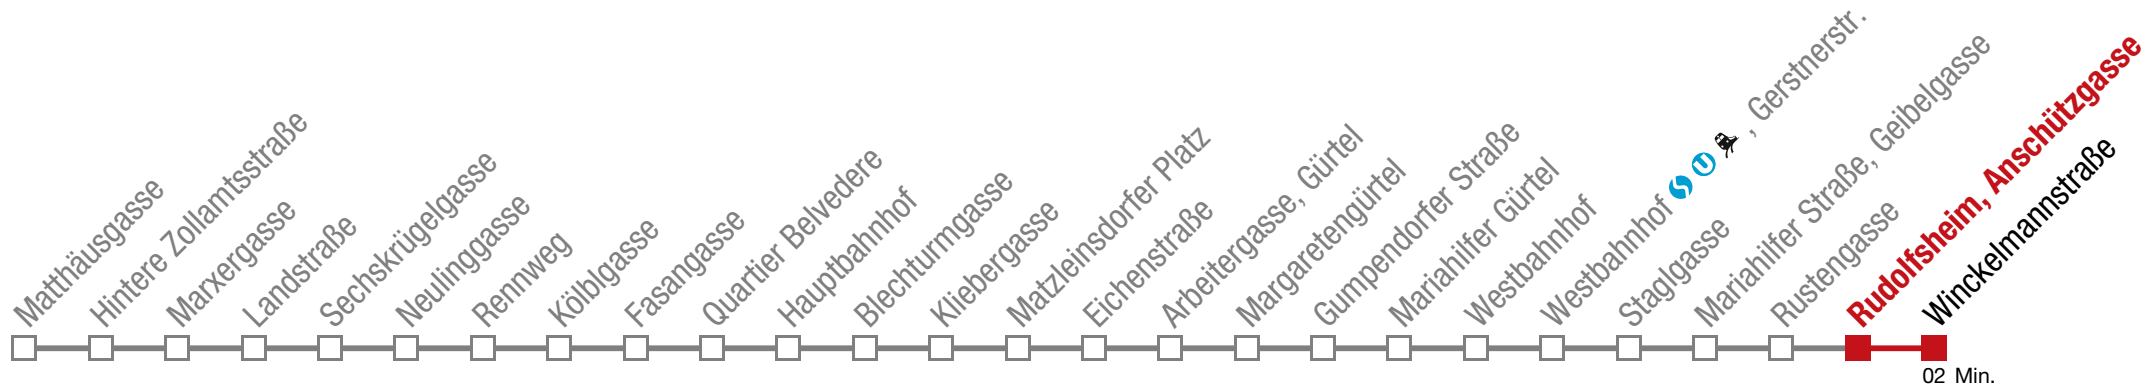 Matthäusgasse
Hintere Zollamtsstraße
Marxergasse
Landstraße
Sechskrügelgasse
Neulinggasse
Rennweg
Kölblgasse
Fasangasse
Quartier Belvedere
Hauptbahnhof
Blechturmgasse
Kliebergasse
Matzleinsdorfer Platz
Eichenstraße
Arbeitergasse, Gürtel
Margaretengürtel
Gumpendorfer Straße
Mariahilfer Gürtel
Westbahnhof
Westbahnhof S U , Gerstnerstr.
Staglgasse
Mariahilfer Straße, Geibelgasse
Rustengasse
Rudolfsheim, Anschützgasse
Winckelmannstraße
02 Min.